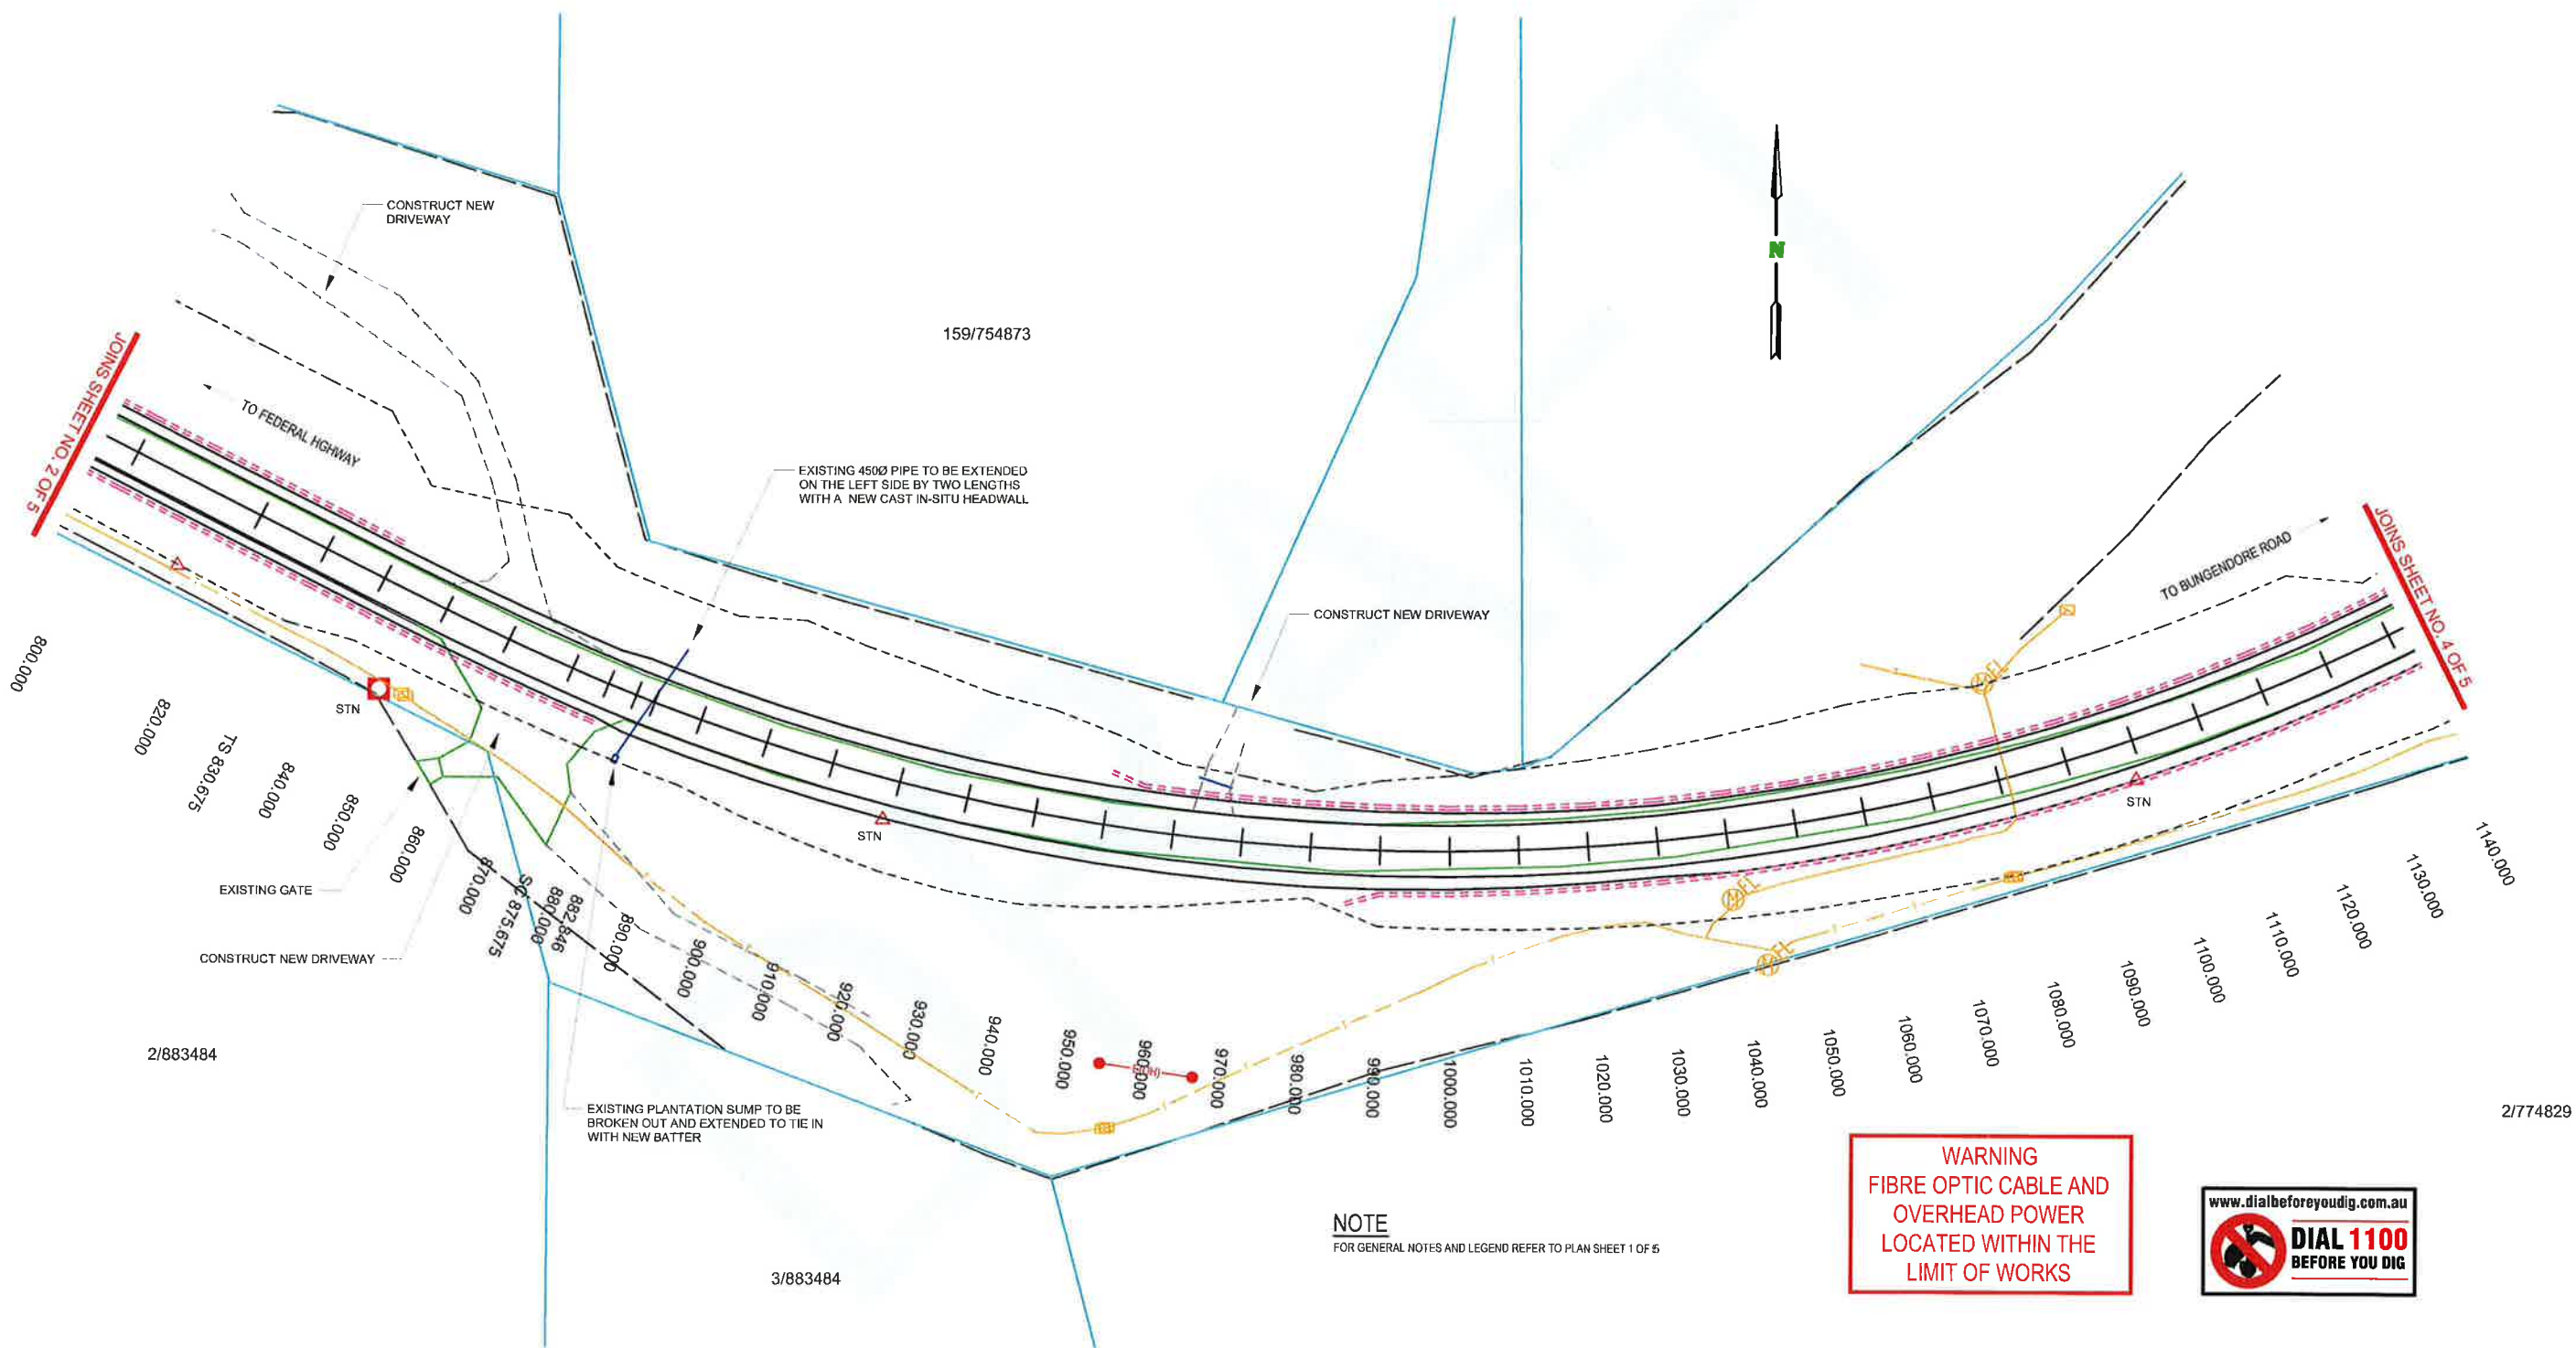 CONSTRUCT NEW
DRIVEWAY
159/754873
N
JOINS SHEET NO. 2 OF 5
TO FEDERAL HGHWAY
EXISTING 450Ø PIPE TO BE EXTENDED
ON THE LEFT SIDE BY TWO LENGTHS
WITH A NEW CAST IN-SITU HEADWALL
CONSTRUCT NEW DRIVEWAY
TO BUNGENDORE ROAD
JOINS SHEET NO. 4 OF 5
FL
STN
STN
STN
FL
FL
EXISTING GATE
CONSTRUCT NEW DRIVEWAY
800.000
820.000
TS 830.675
840.000
850.000
860.000
870.000
SC 875.675
880.000
882.846
890.000
900.000
910.000
920.000
930.000
940.000
950.000
960.000
970.000
980.000
990.000
1000.000
1010.000
1020.000
1030.000
1040.000
1050.000
1060.000
1070.000
1080.000
1090.000
1100.000
1110.000
1120.000
1130.000
1140.000
2/883484
EXISTING PLANTATION SUMP TO BE
BROKEN OUT AND EXTENDED TO TIE IN
WITH NEW BATTER
2/774829
3/883484
NOTE
FOR GENERAL NOTES AND LEGEND REFER TO PLAN SHEET 1 OF 5
WARNING
FIBRE OPTIC CABLE AND
OVERHEAD POWER
LOCATED WITHIN THE
LIMIT OF WORKS
www.dialbeforeyoudig.com.au
DIAL 1100
BEFORE YOU DIG